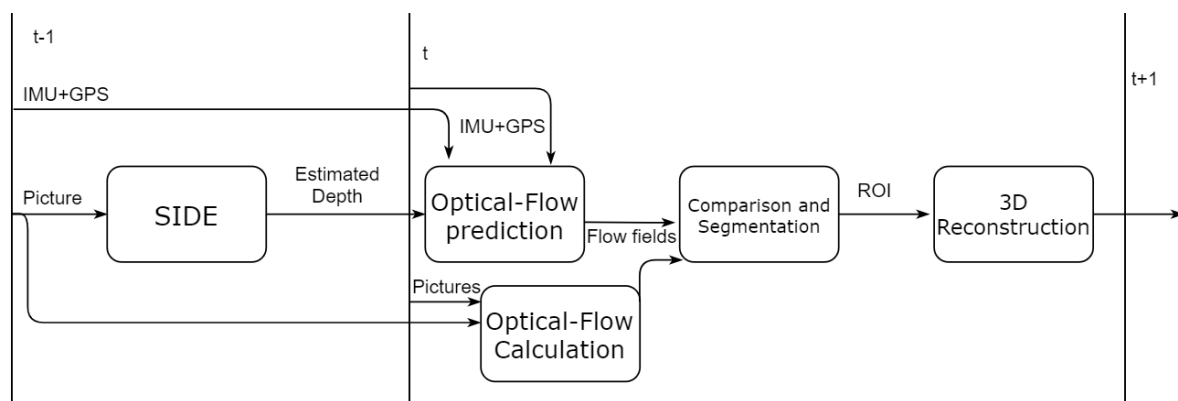 t-1
t
t+1
IMU+GPS
IMU+GPS
Picture
SIDE
Estimated
Depth
Optical-Flow
prediction
Flow fields
Comparison and
Segmentation
ROI
3D
Reconstruction
Pictures
Optical-Flow
Calculation